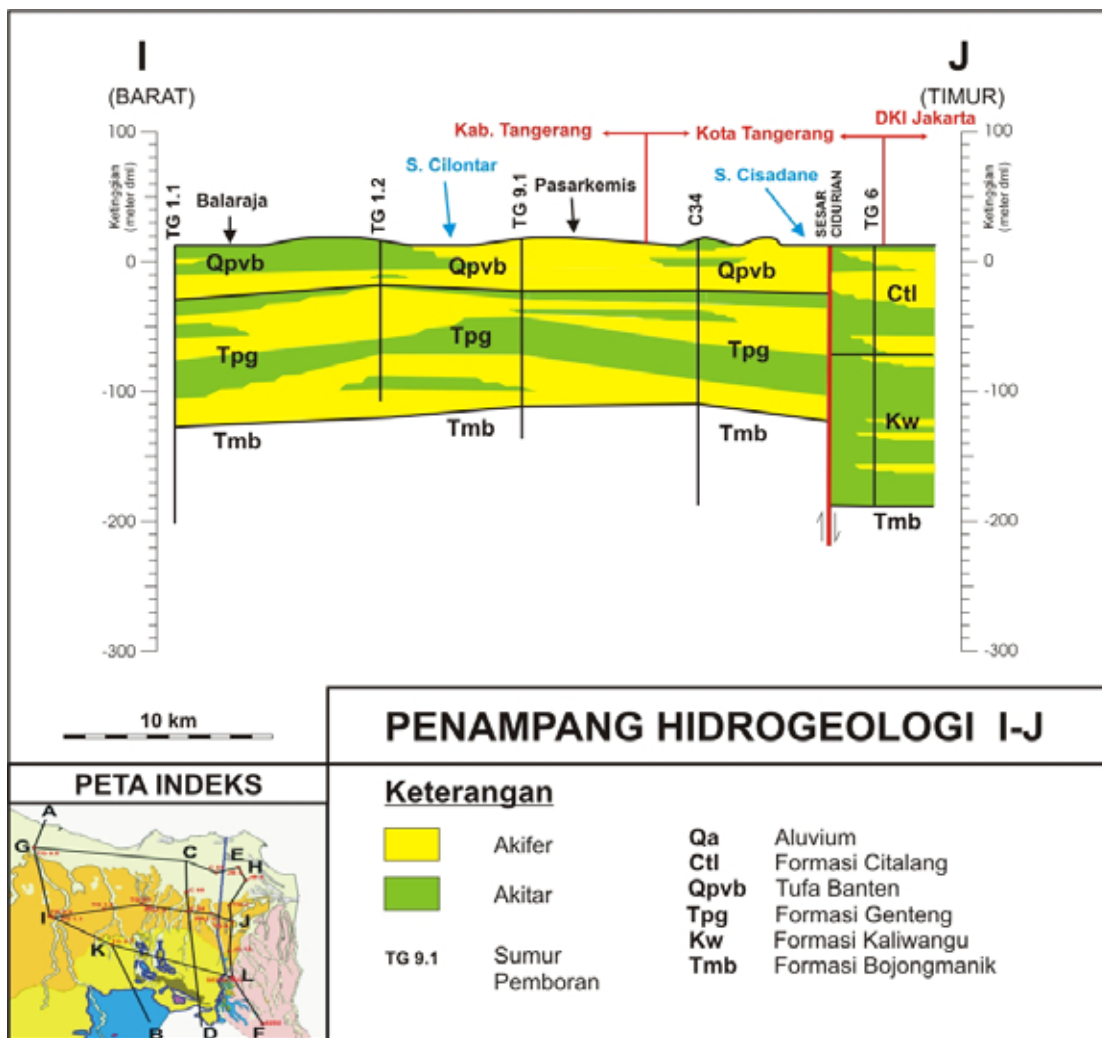 I
J
(BARAT)
(TIMUR)
DKI Jakarta
Kab. Tangerang
Kota Tangerang
S. Cilontar
S. Cisadane
Balaraja
Pasarkemis
TG 1.1
TG 1.2
TG 9.1
C34
SESAR
CIDURIAN
TG 6
Ketinggian
(meter dml)
100
0
-100
-200
-300
Ketinggian
(meter dml)
100
0
-100
-200
-300
Qpvb
Qpvb
Qpvb
Ctl
Tpg
Tpg
Tpg
Kw
Tmb
Tmb
Tmb
Tmb
10 km
PENAMPANG HIDROGEOLOGI I-J
PETA INDEKS
A
G
C
E
H
I
J
K
L
B
D
F
Keterangan
Akifer
Akitar
TG 9.1 Sumur
Pemboran
Qa Aluvium
Ctl Formasi Citalang
Qpvb Tufa Banten
Tpg Formasi Genteng
Kw Formasi Kaliwangu
Tmb Formasi Bojongmanik